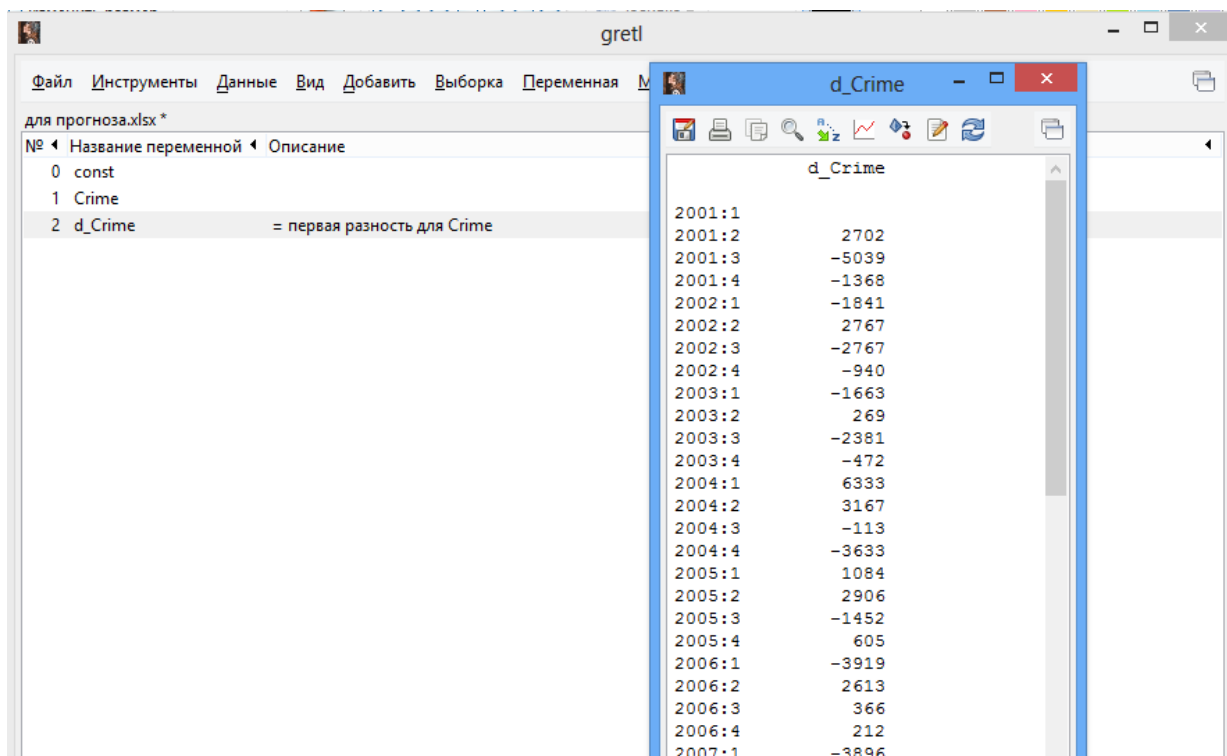 gretl
Файл Инструменты Данные Вид Добавить Выборка Переменная М
для прогноза.xlsx *
№ Название переменной Описание
0 const
1 Crime
2 d_Crime = первая разность для Crime
d_Crime
d_Crime
2001:1
2001:2 2702
2001:3 -5039
2001:4 -1368
2002:1 -1841
2002:2 2767
2002:3 -2767
2002:4 -940
2003:1 -1663
2003:2 269
2003:3 -2381
2003:4 -472
2004:1 6333
2004:2 3167
2004:3 -113
2004:4 -3633
2005:1 1084
2005:2 2906
2005:3 -1452
2005:4 605
2006:1 -3919
2006:2 2613
2006:3 366
2006:4 212
2007:1 -3896